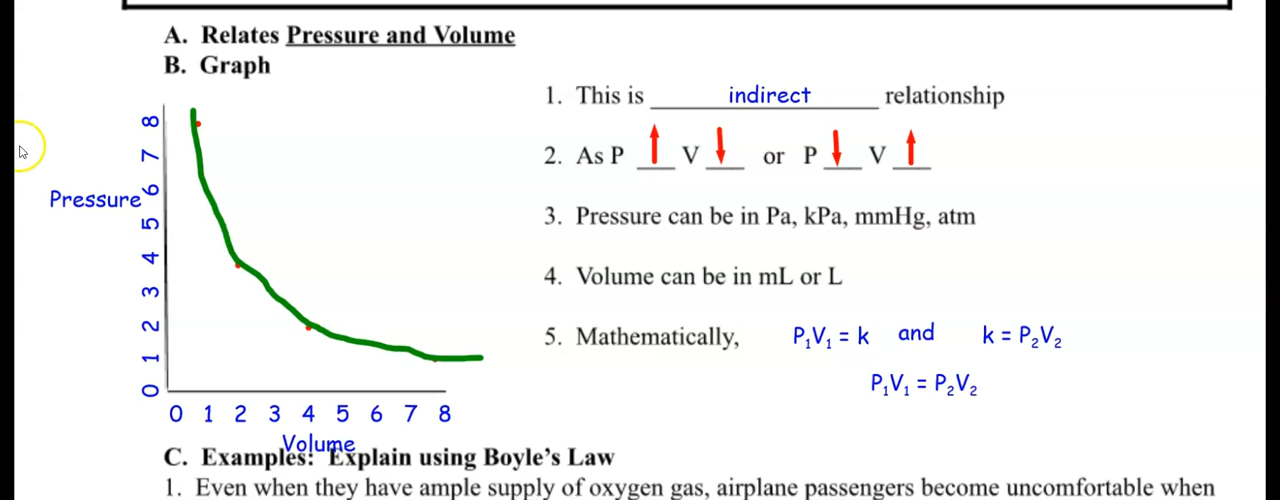 A. Relates Pressure and Volume
B. Graph
1. This is indirect relationship
2. As P ↑ V ↓ or P ↓ V ↑
3. Pressure can be in Pa, kPa, mmHg, atm
4. Volume can be in mL or L
5. Mathematically, P₁V₁ = k and k = P₂V₂
P₁V₁ = P₂V₂
8
7
6
Pressure
5
4
3
2
1
0
0 1 2 3 4 5 6 7 8
Volume
C. Examples: Explain using Boyle's Law
1. Even when they have ample supply of oxygen gas, airplane passengers become uncomfortable when